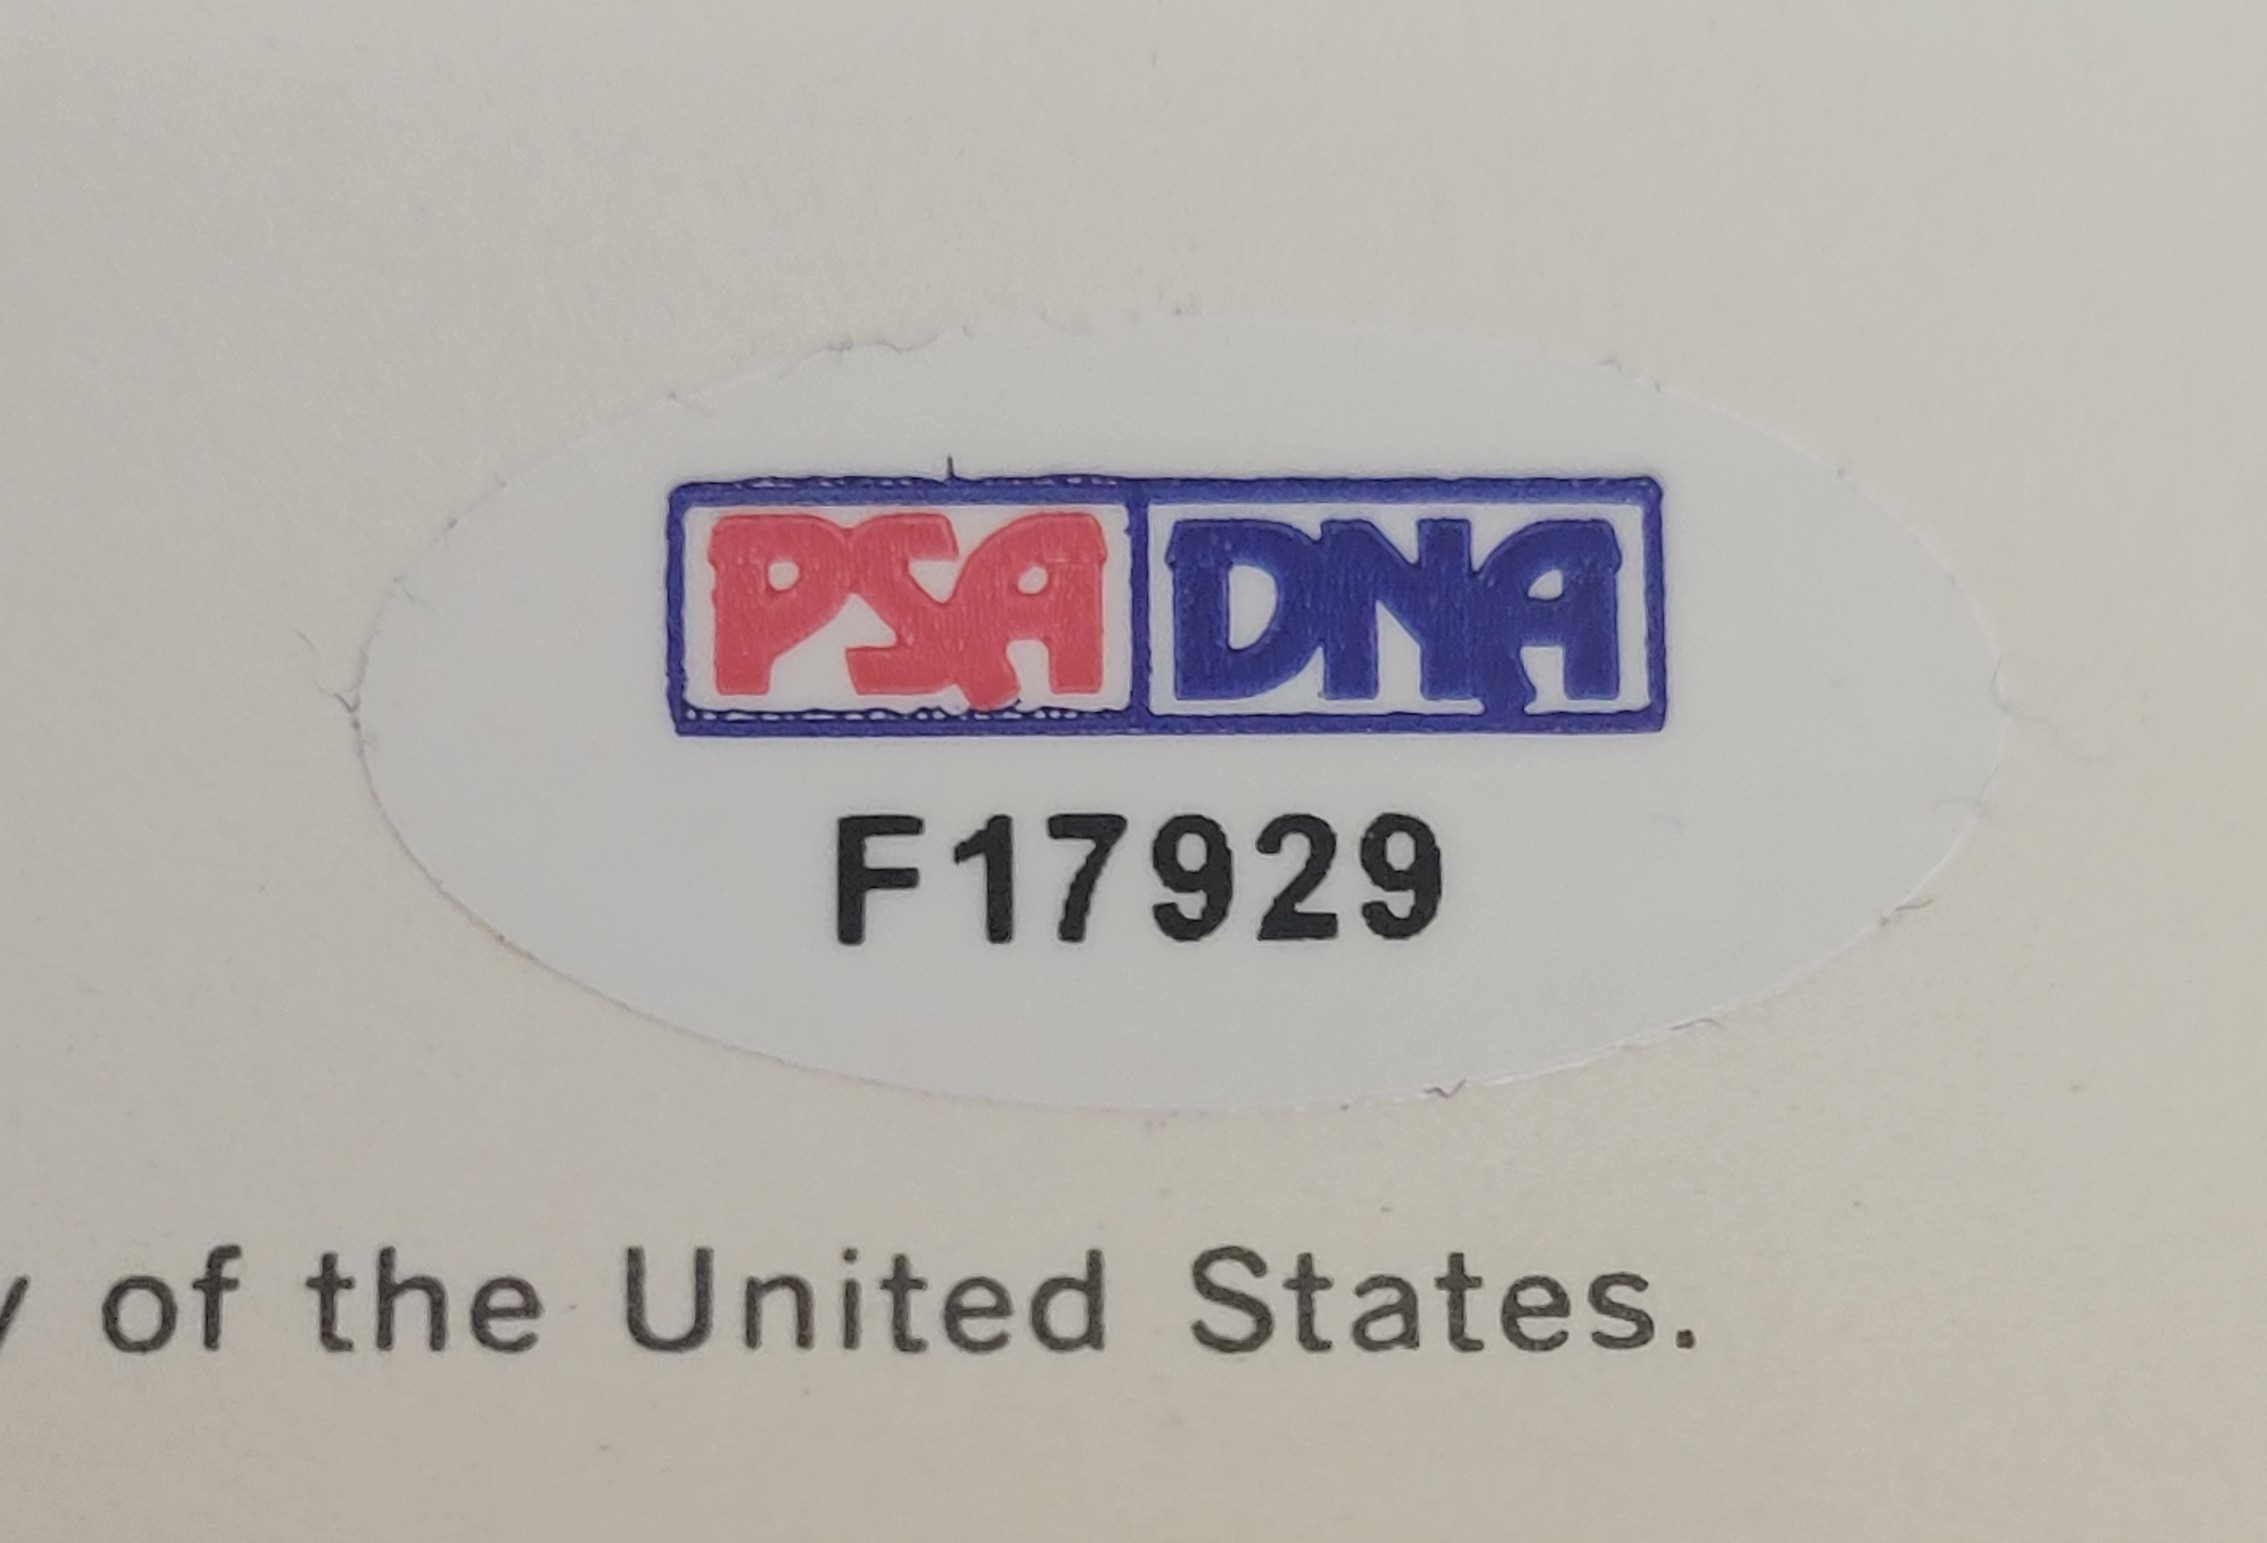 PSA DNA
F17929
of the United States.